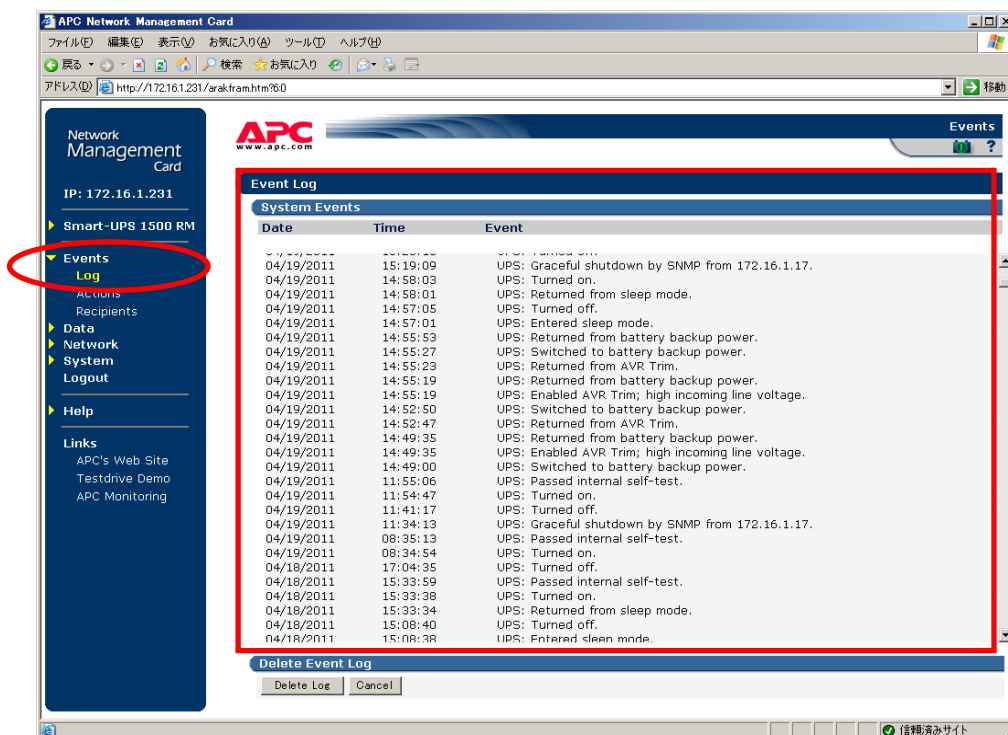 APC Network Management Card
ファイル(F) 編集(E) 表示(V) お気に入り(A) ツール(T) ヘルプ(H)
戻る 検索 お気に入り
アドレス(D) http://172.16.1.231/arakfram.htm?6.0 移動
Network
Management
Card
IP: 172.16.1.231
Smart-UPS 1500 RM
Events
Log
Actions
Recipients
Data
Network
System
Logout
Help
Links
APC's Web Site
Testdrive Demo
APC Monitoring
APC
www.apc.com
Events
?
Event Log
System Events
Date Time Event
04/19/2011 15:19:09 UPS: Graceful shutdown by SNMP from 172.16.1.17.
04/19/2011 14:58:03 UPS: Turned on.
04/19/2011 14:58:01 UPS: Returned from sleep mode.
04/19/2011 14:57:05 UPS: Turned off.
04/19/2011 14:57:01 UPS: Entered sleep mode.
04/19/2011 14:55:53 UPS: Returned from battery backup power.
04/19/2011 14:55:27 UPS: Switched to battery backup power.
04/19/2011 14:55:23 UPS: Returned from AVR Trim.
04/19/2011 14:55:19 UPS: Returned from battery backup power.
04/19/2011 14:55:19 UPS: Enabled AVR Trim; high incoming line voltage.
04/19/2011 14:52:50 UPS: Switched to battery backup power.
04/19/2011 14:52:47 UPS: Returned from AVR Trim.
04/19/2011 14:49:35 UPS: Returned from battery backup power.
04/19/2011 14:49:35 UPS: Enabled AVR Trim; high incoming line voltage.
04/19/2011 14:49:00 UPS: Switched to battery backup power.
04/19/2011 11:55:06 UPS: Passed internal self-test.
04/19/2011 11:54:47 UPS: Turned on.
04/19/2011 11:41:17 UPS: Turned off.
04/19/2011 11:34:13 UPS: Graceful shutdown by SNMP from 172.16.1.17.
04/19/2011 08:35:13 UPS: Passed internal self-test.
04/19/2011 08:34:54 UPS: Turned on.
04/18/2011 17:04:35 UPS: Turned off.
04/18/2011 15:33:59 UPS: Passed internal self-test.
04/18/2011 15:33:38 UPS: Turned on.
04/18/2011 15:33:34 UPS: Returned from sleep mode.
04/18/2011 15:08:40 UPS: Turned off.
04/18/2011 15:08:38 UPS: Entered sleep mode.
Delete Event Log
Delete Log Cancel
信頼済みサイト